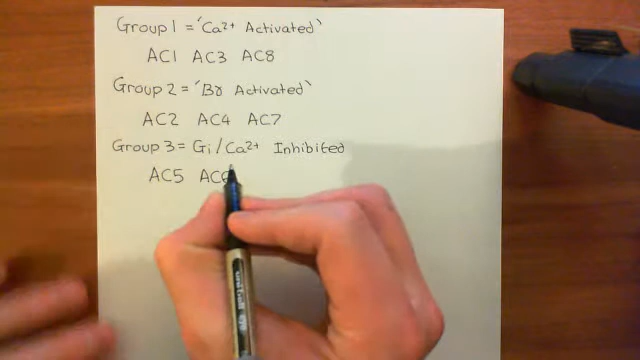 Group 1 = 'Ca²⁺ Activated'
AC1 AC3 AC8
Group 2 = 'Bγ Activated'
AC2 AC4 AC7
Group 3 = Gi/Ca²⁺ Inhibited
AC5 AC6